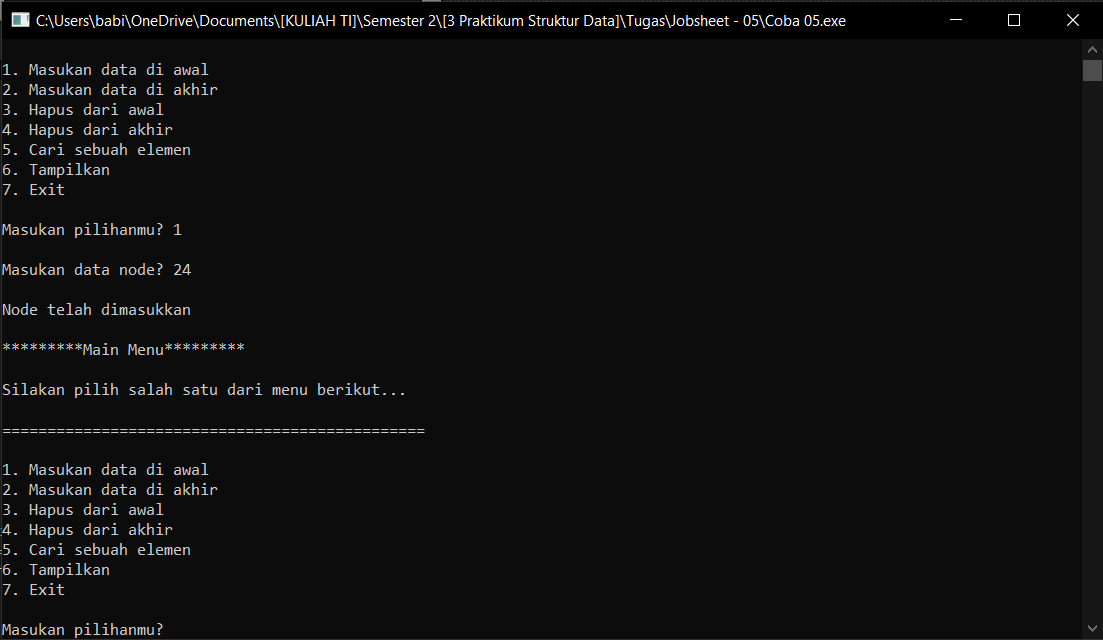 C:\Users\babi\OneDrive\Documents\[KULIAH TI]\Semester 2\[3 Praktikum Struktur Data]\Tugas\Jobsheet - 05\Coba 05.exe
1. Masukan data di awal
2. Masukan data di akhir
3. Hapus dari awal
4. Hapus dari akhir
5. Cari sebuah elemen
6. Tampilkan
7. Exit
Masukan pilihanmu? 1
Masukan data node? 24
Node telah dimasukkan
*********Main Menu*********
Silakan pilih salah satu dari menu berikut...
===============================================
1. Masukan data di awal
2. Masukan data di akhir
3. Hapus dari awal
4. Hapus dari akhir
5. Cari sebuah elemen
6. Tampilkan
7. Exit
Masukan pilihanmu?